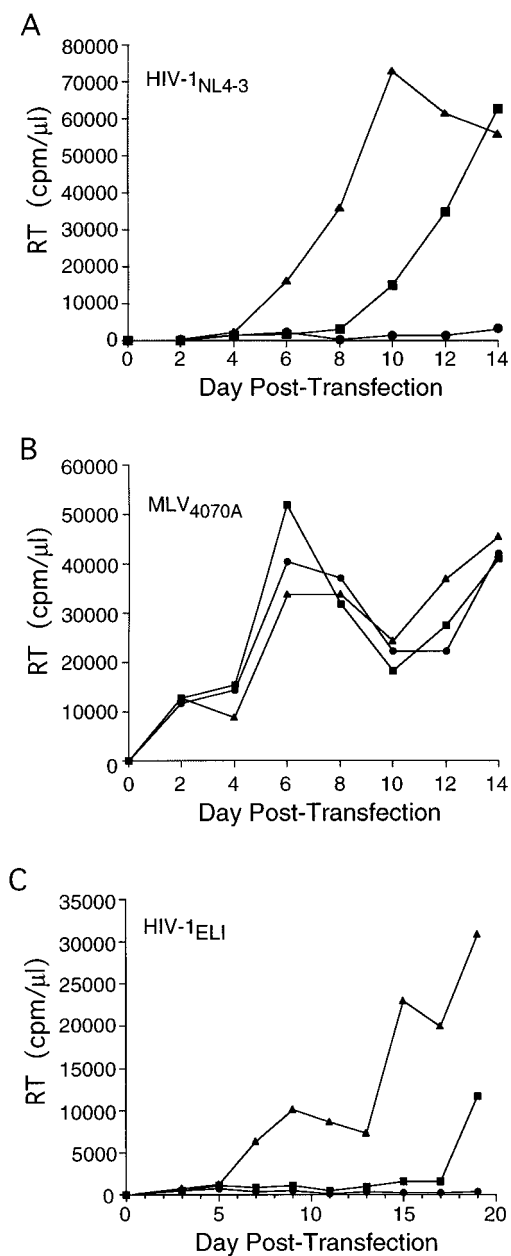 A
HIV-1NL4-3
RT (cpm/µl)
80000
70000
60000
50000
40000
30000
20000
10000
0
0 2 4 6 8 10 12 14
Day Post-Transfection
B
MLV4070A
RT (cpm/µl)
60000
50000
40000
30000
20000
10000
0
0 2 4 6 8 10 12 14
Day Post-Transfection
C
HIV-1ELI
RT (cpm/µl)
35000
30000
25000
20000
15000
10000
5000
0
0 5 10 15 20
Day Post-Transfection